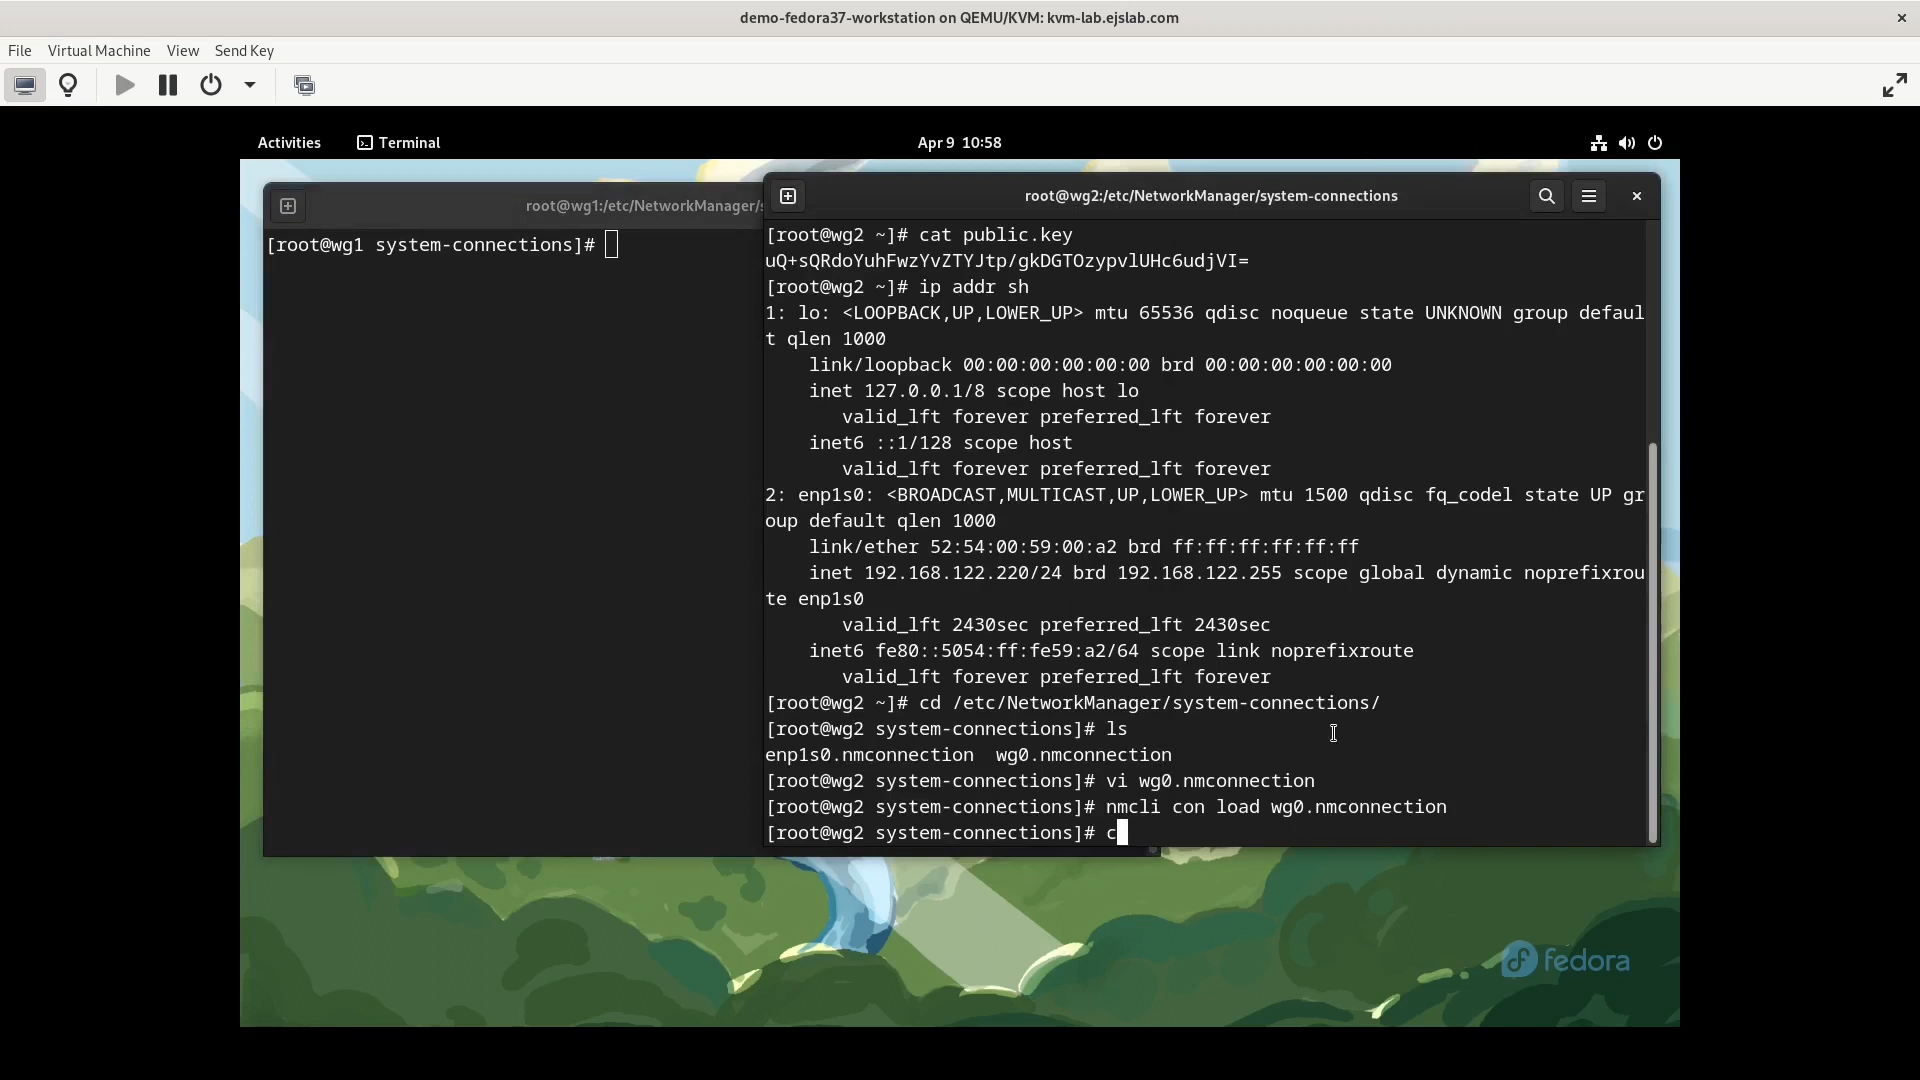 demo-fedora37-workstation on QEMU/KVM: kvm-lab.ejslab.com
File Virtual Machine View Send Key
Activities Terminal Apr 9 10:58
root@wg1:/etc/NetworkManager/s
[root@wg1 system-connections]#
root@wg2:/etc/NetworkManager/system-connections
[root@wg2 ~]# cat public.key
uQ+sQRdoYuhFwzYvZTYJtp/gkDGTOzypvlUHc6udjVI=
[root@wg2 ~]# ip addr sh
1: lo: <LOOPBACK,UP,LOWER_UP> mtu 65536 qdisc noqueue state UNKNOWN group defaul
t qlen 1000
    link/loopback 00:00:00:00:00:00 brd 00:00:00:00:00:00
    inet 127.0.0.1/8 scope host lo
       valid_lft forever preferred_lft forever
    inet6 ::1/128 scope host
       valid_lft forever preferred_lft forever
2: enp1s0: <BROADCAST,MULTICAST,UP,LOWER_UP> mtu 1500 qdisc fq_codel state UP gr
oup default qlen 1000
    link/ether 52:54:00:59:00:a2 brd ff:ff:ff:ff:ff:ff
    inet 192.168.122.220/24 brd 192.168.122.255 scope global dynamic noprefixrou
te enp1s0
       valid_lft 2430sec preferred_lft 2430sec
    inet6 fe80::5054:ff:fe59:a2/64 scope link noprefixroute
       valid_lft forever preferred_lft forever
[root@wg2 ~]# cd /etc/NetworkManager/system-connections/
[root@wg2 system-connections]# ls
enp1s0.nmconnection  wg0.nmconnection
[root@wg2 system-connections]# vi wg0.nmconnection
[root@wg2 system-connections]# nmcli con load wg0.nmconnection
[root@wg2 system-connections]# c
fedora